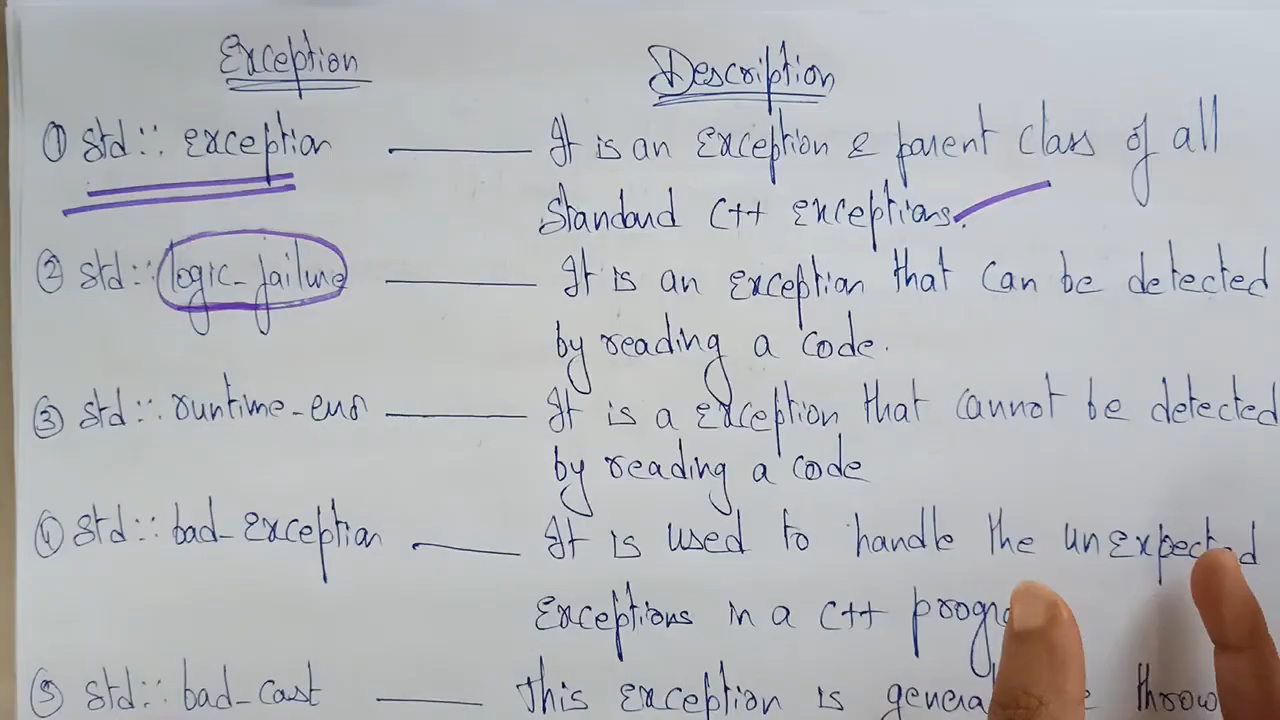 Exception Description
① std:: exception ——— It is an exception & parent class of all
Standard C++ exceptions.
② std:: logic_failure ——— It is an exception that can be detected
by reading a code.
③ std:: runtime_error ——— It is a exception that cannot be detected
by reading a code
④ std:: bad_exception ——— It is used to handle the unexpected
Exceptions in a C++
⑤ std:: bad_cast ——— This exception is